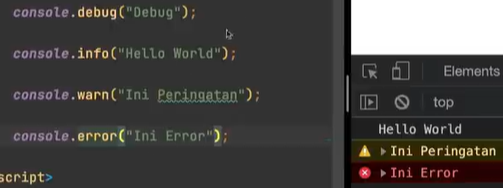 console.debug("Debug");
console.info("Hello World");
console.warn("Ini Peringatan");
console.error("Ini Error");
script>
Elements
top
Hello World
Ini Peringatan
Ini Error